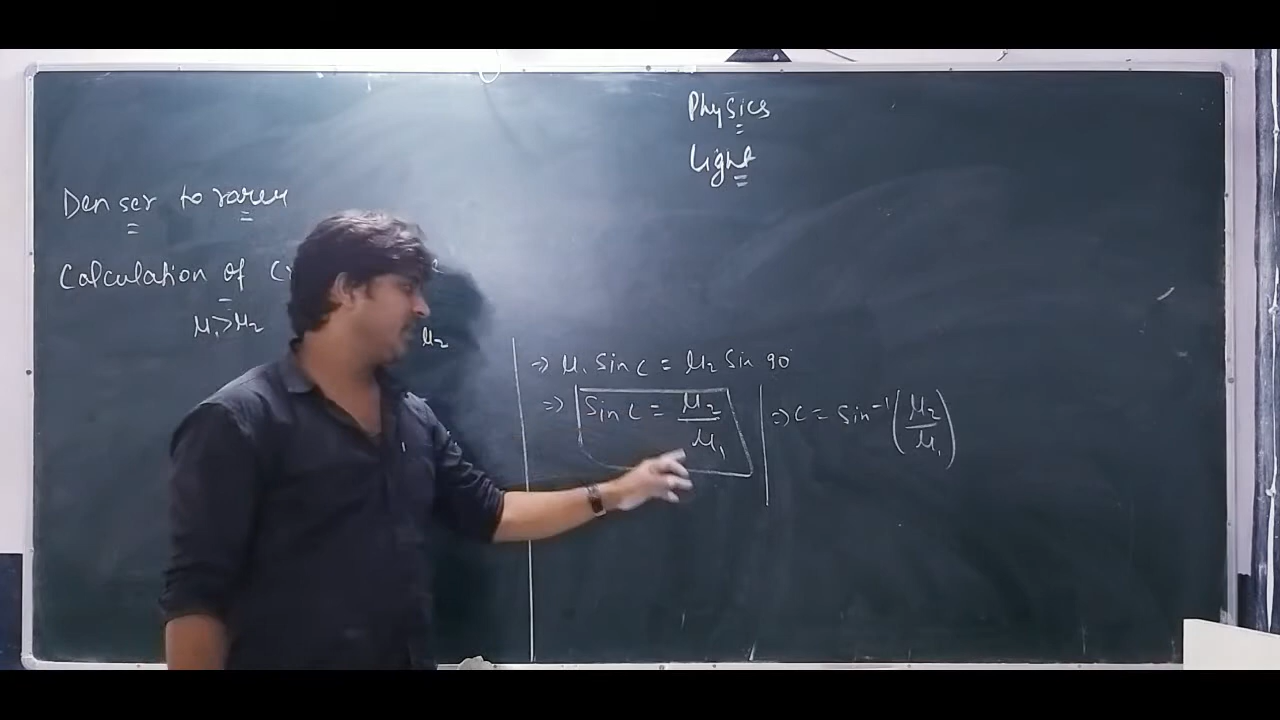 Physics
Light
Denser to rarer
Calculation of
μ₁>μ₂
μ₂
⇒ μ₁ Sin c = μ₂ Sin 90°
⇒ Sin c = μ₂/μ₁
⇒ c = Sin⁻¹(μ₂/μ₁)